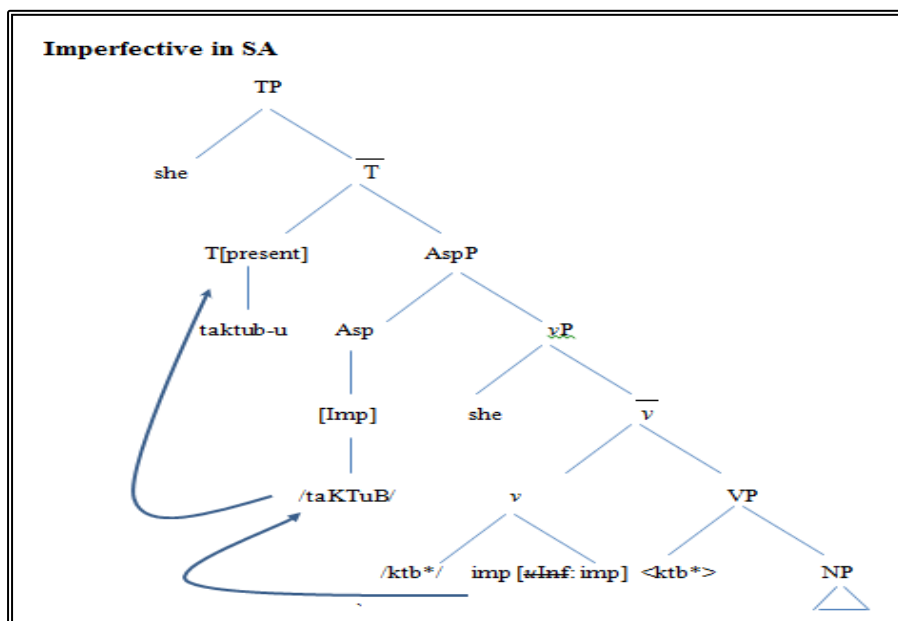 Imperfective in SA
TP
she T
T[present] AspP
taktub-u Asp vP
[Imp] she v
/taKTuB/ v VP
/ktb*/ imp [uInf: imp] <ktb*> NP